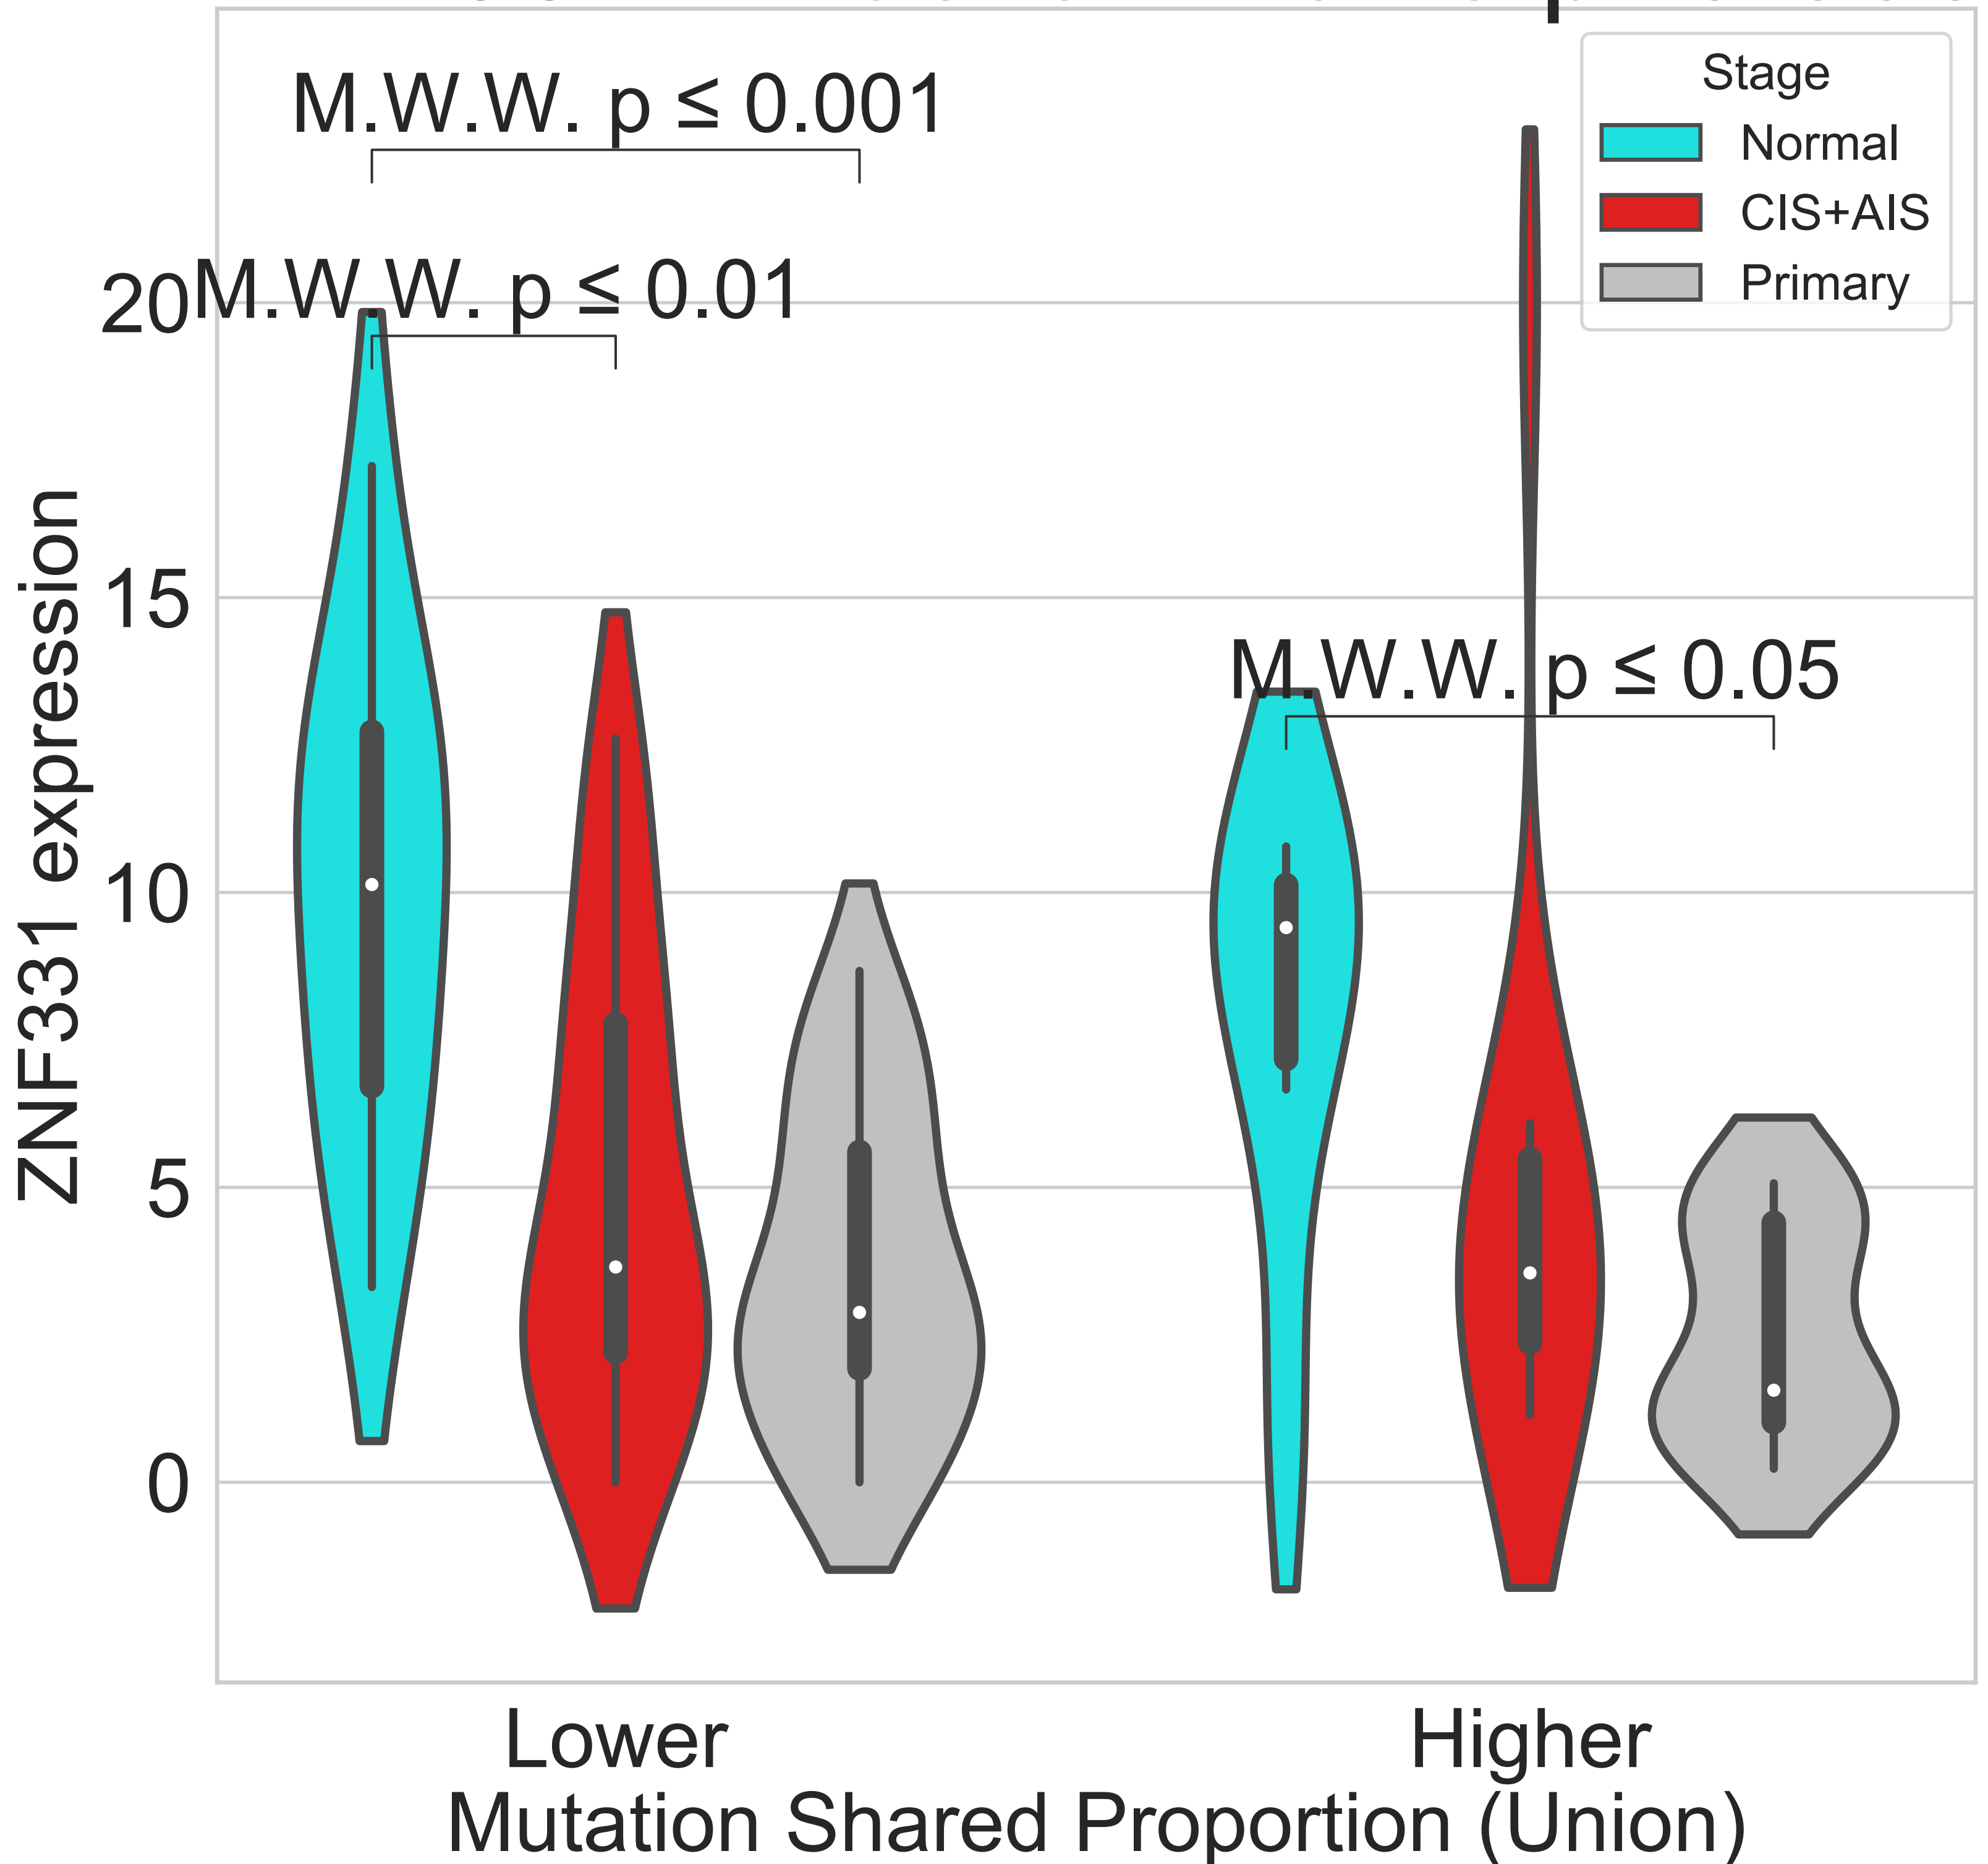 Stage
Normal
CIS+AIS
Primary
M.W.W. p ≤ 0.001
M.W.W. p ≤ 0.01
M.W.W. p ≤ 0.05
20
15
10
5
0
ZNF331 expression
Lower
Higher
Mutation Shared Proportion (Union)